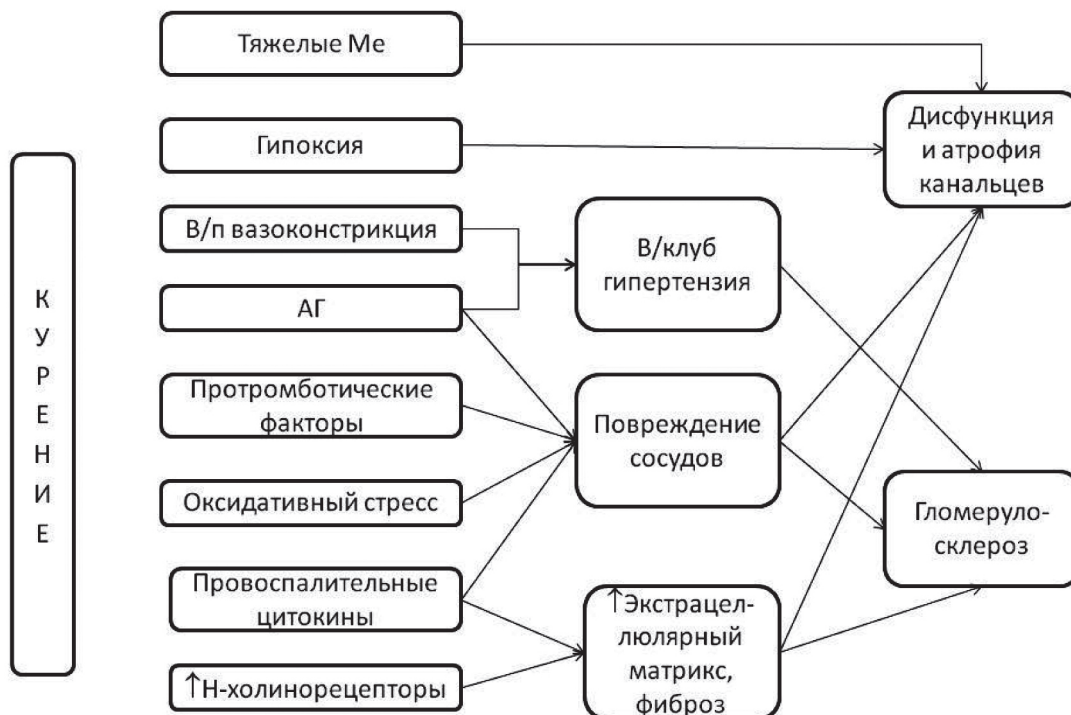 КУРЕНИЕ
Тяжелые Ме
Гипоксия
В/п вазоконстрикция
АГ
Протромботические
факторы
Оксидативный стресс
Провоспалительные
цитокины
↑Н-холинорецепторы
В/клуб
гипертензия
Повреждение
сосудов
↑Экстрацел-
люлярный
матрикс,
фиброз
Дисфункция
и атрофия
канальцев
Гломеруло-
склероз